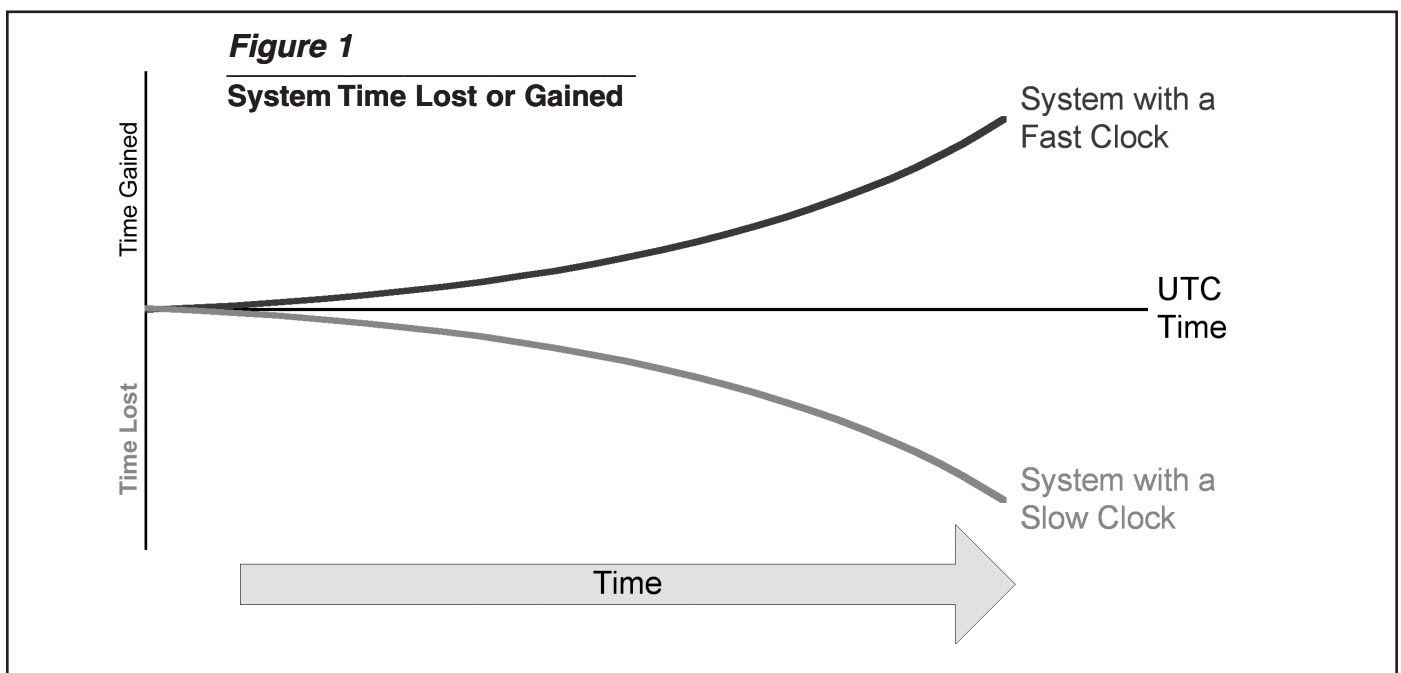 Figure 1
System Time Lost or Gained
System with a
Fast Clock
Time Gained
UTC
Time
Time Lost
System with a
Slow Clock
Time